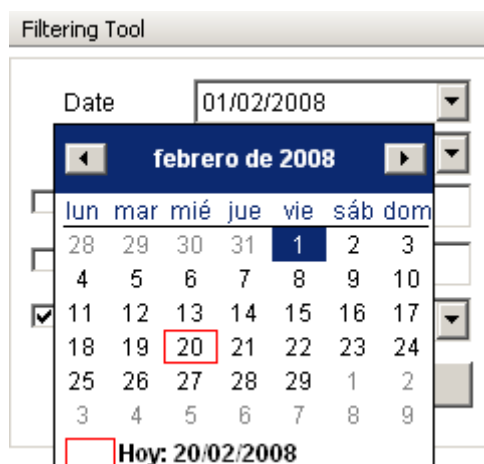 Filtering Tool
Date 01/02/2008
febrero de 2008
lun mar mié jue vie sáb dom
28 29 30 31 1 2 3
4 5 6 7 8 9 10
11 12 13 14 15 16 17
18 19 20 21 22 23 24
25 26 27 28 29 1 2
3 4 5 6 7 8 9
Hoy: 20/02/2008